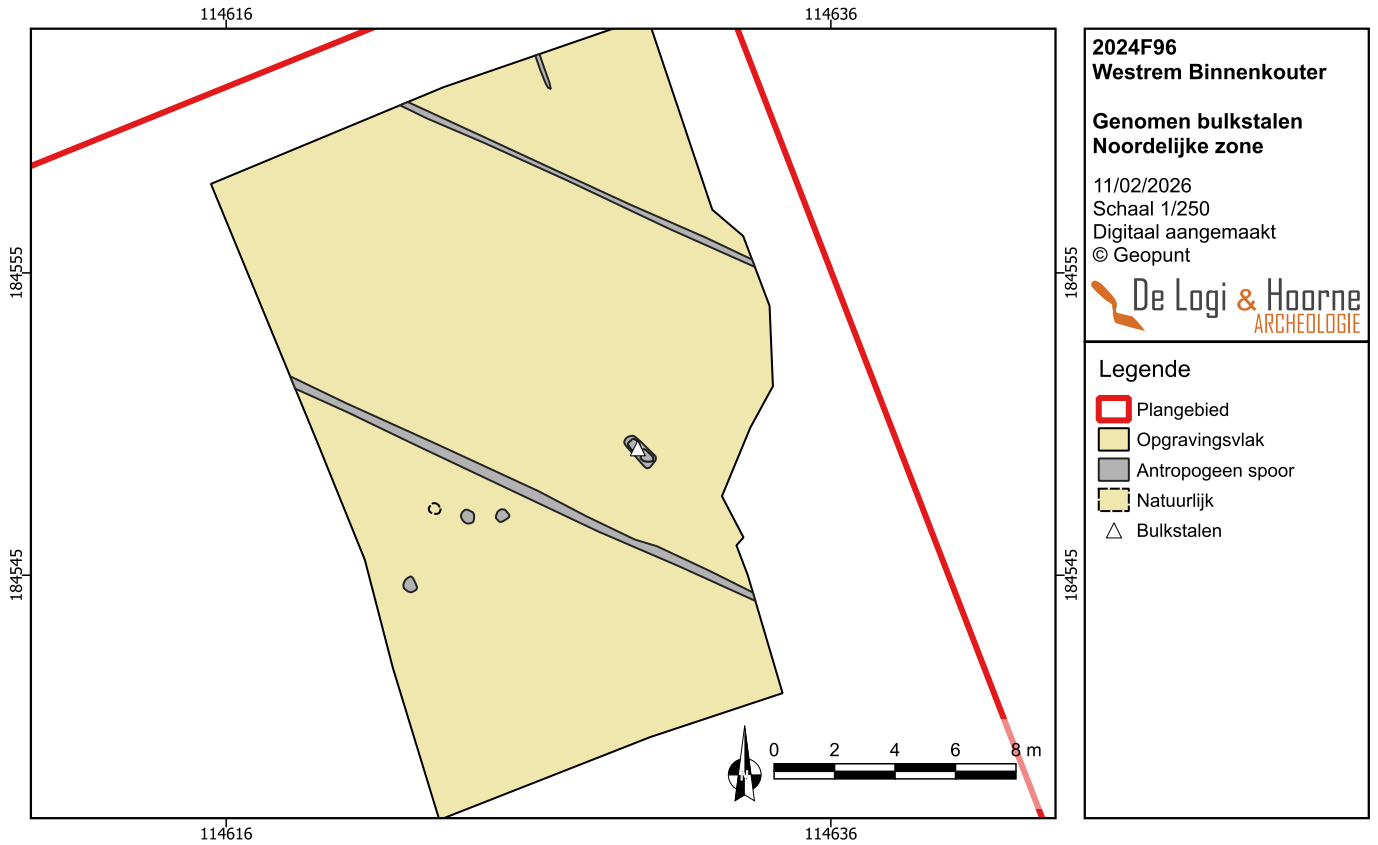 114616
114636
184555
184555
184545
184545
114616
114636
0 2 4 6 8 m
N
2024F96
Westrem Binnenkouter
Genomen bulkstalen
Noordelijke zone
11/02/2026
Schaal 1/250
Digitaal aangemaakt
© Geopunt
De Logi & Hoorne
ARCHEOLOGIE
Legende
Plangebied
Opgravingsvlak
Antropogeen spoor
Natuurlijk
Bulkstalen